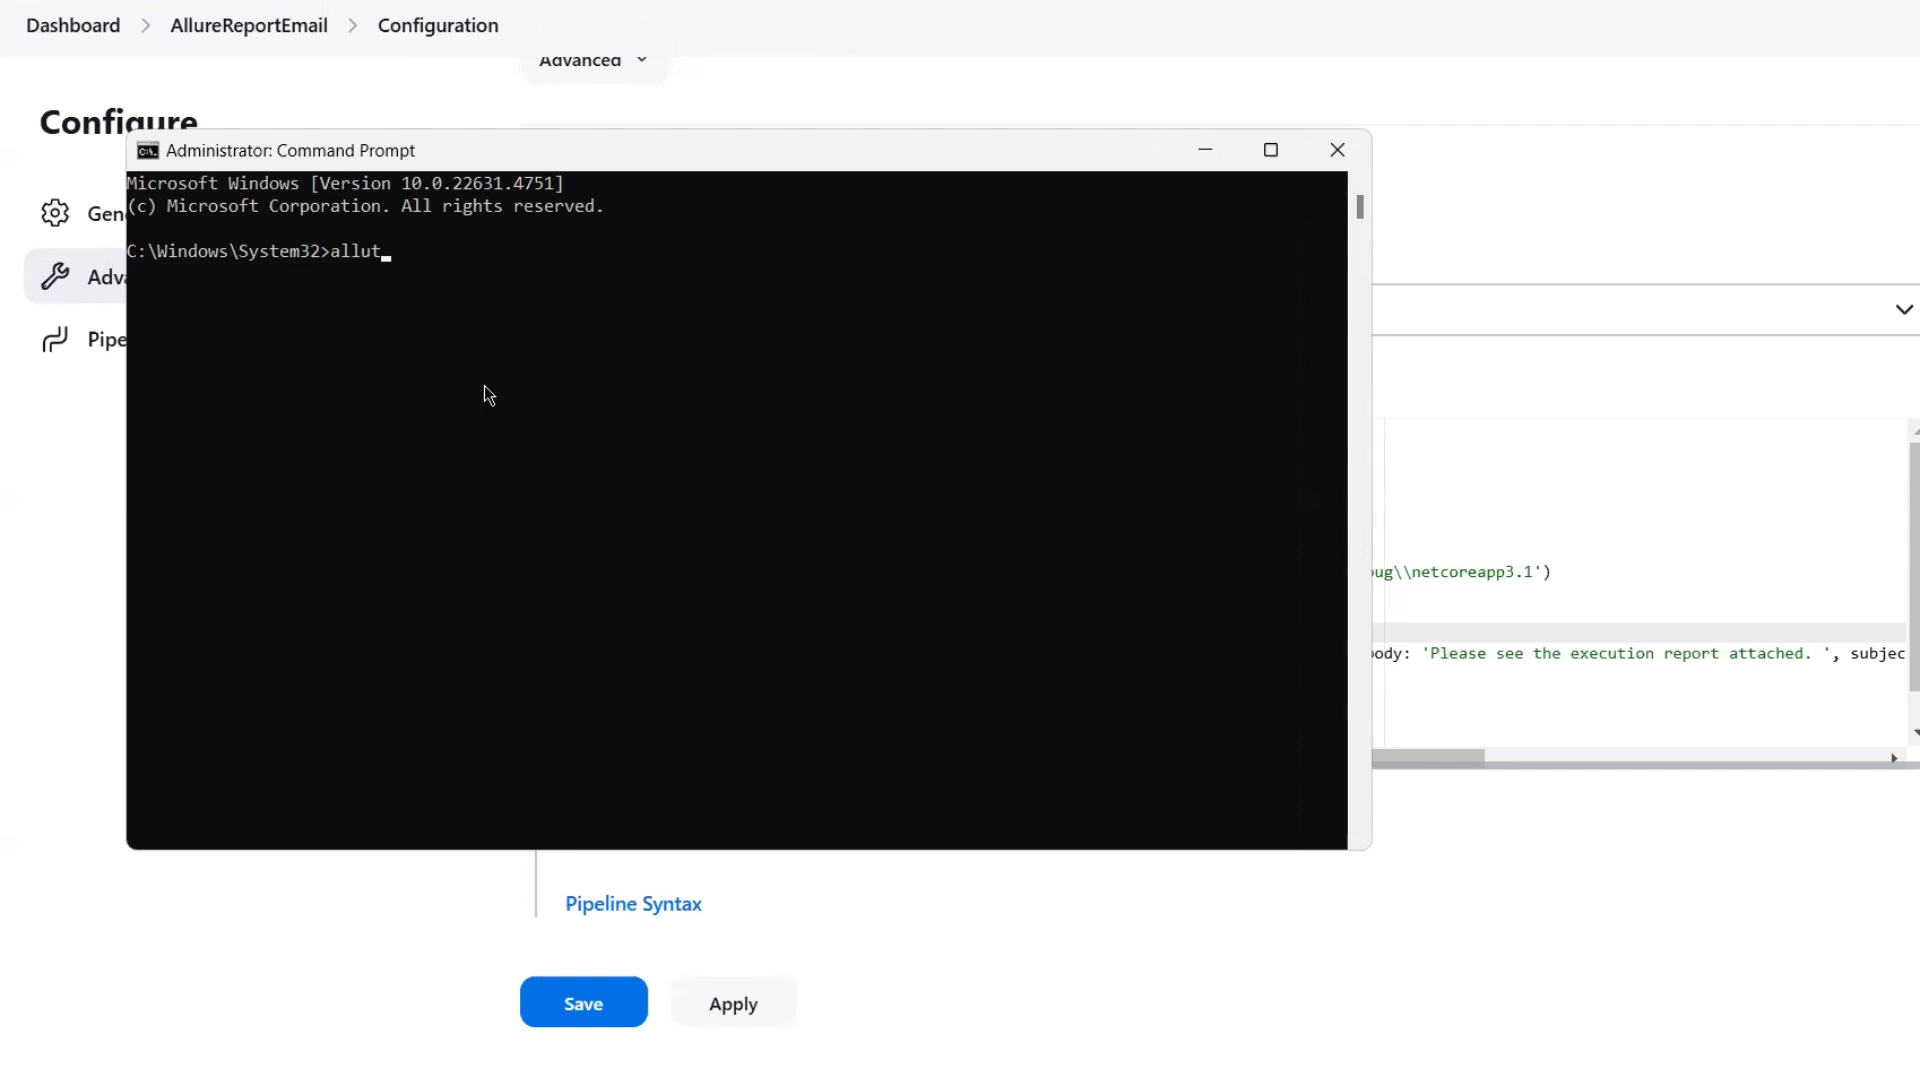 Dashboard > AllureReportEmail > Configuration
Advanced
Configure
Administrator: Command Prompt
Microsoft Windows [Version 10.0.22631.4751]
(c) Microsoft Corporation. All rights reserved.
C:\Windows\System32>allut_
Gen
Adva
Pipe
ug\\netcoreapp3.1')
ody: 'Please see the execution report attached. ', subjec
Pipeline Syntax
Save
Apply